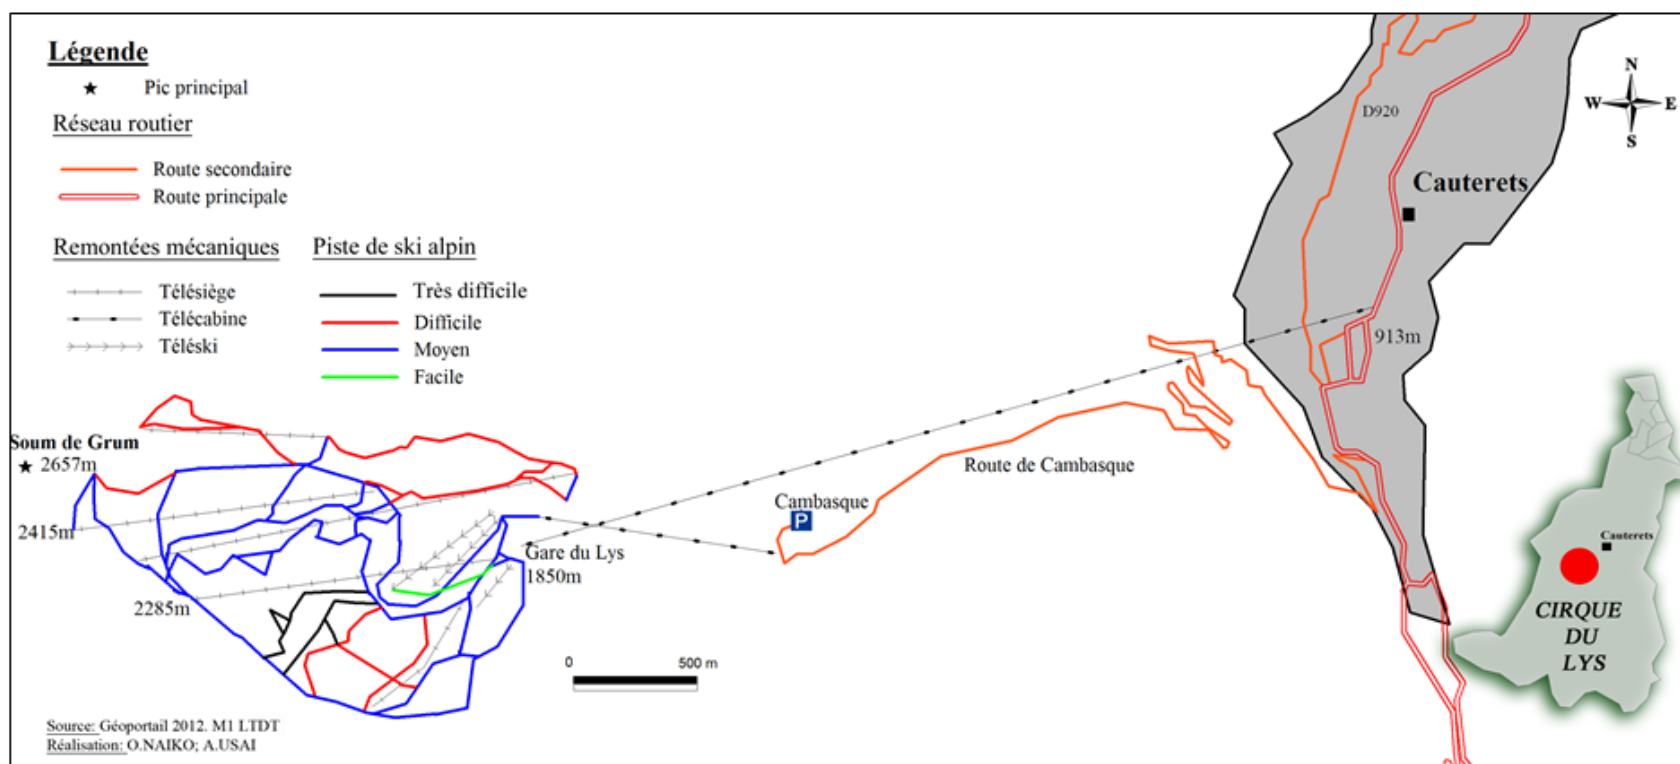 Légende
Pic principal
Réseau routier
Route secondaire
Route principale
Remontées mécaniques
Télésiège
Télécabine
Téléski
Piste de ski alpin
Très difficile
Difficile
Moyen
Facile
Soum de Grum
2657m
2415m
2285m
Gare du Lys
1850m
Cambasque
P
Route de Cambasque
D920
Cauterets
913m
N
W E
S
0 500 m
Cauterets
CIRQUE
DU
LYS
Source: Géoportail 2012. M1 LTDT
Réalisation: O.NAIKO; A.USAI